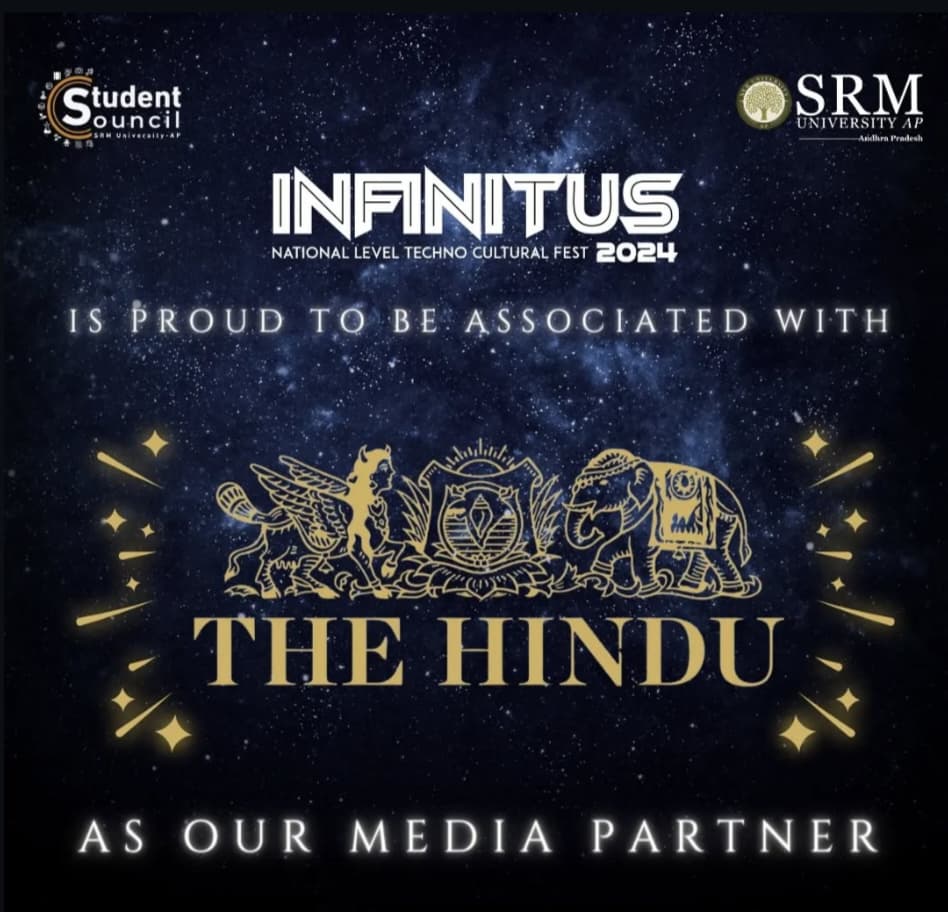 Student
Council
SRM University-AP
SRM
UNIVERSITY AP
Andhra Pradesh
INFINITUS
NATIONAL LEVEL TECHNO CULTURAL FEST 2024
IS PROUD TO BE ASSOCIATED WITH
THE HINDU
AS OUR MEDIA PARTNER